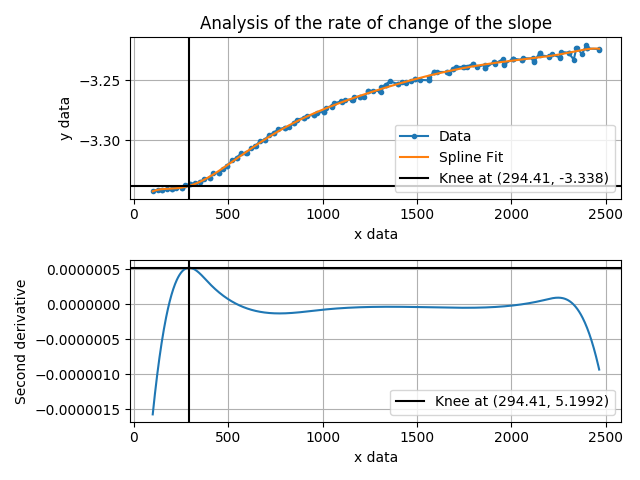 Analysis of the rate of change of the slope
y data
−3.25
−3.30
Data
Spline Fit
Knee at (294.41, -3.338)
0 500 1000 1500 2000 2500
x data
Second derivative
0.0000005
0.0000000
−0.0000005
−0.0000010
−0.0000015
Knee at (294.41, 5.1992)
0 500 1000 1500 2000 2500
x data